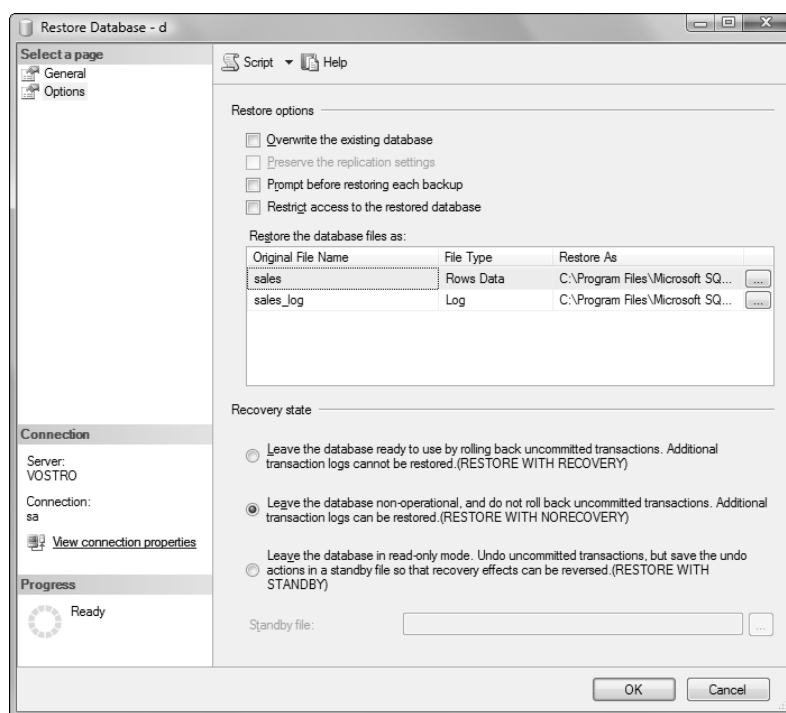 Restore Database - d
Select a page
General
Options
Script
Help
Restore options
Overwrite the existing database
Preserve the replication settings
Prompt before restoring each backup
Restrict access to the restored database
Restore the database files as:
Original File Name File Type Restore As
sales Rows Data C:\Program Files\Microsoft SQ... ...
sales_log Log C:\Program Files\Microsoft SQ... ...
Recovery state
Leave the database ready to use by rolling back uncommitted transactions. Additional
transaction logs cannot be restored.(RESTORE WITH RECOVERY)
Leave the database non-operational, and do not roll back uncommitted transactions. Additional
transaction logs can be restored.(RESTORE WITH NORECOVERY)
Leave the database in read-only mode. Undo uncommitted transactions, but save the undo
actions in a standby file so that recovery effects can be reversed.(RESTORE WITH
STANDBY)
Standby file:
...
Connection
Server:
VOSTRO
Connection:
sa
View connection properties
Progress
Ready
OK
Cancel